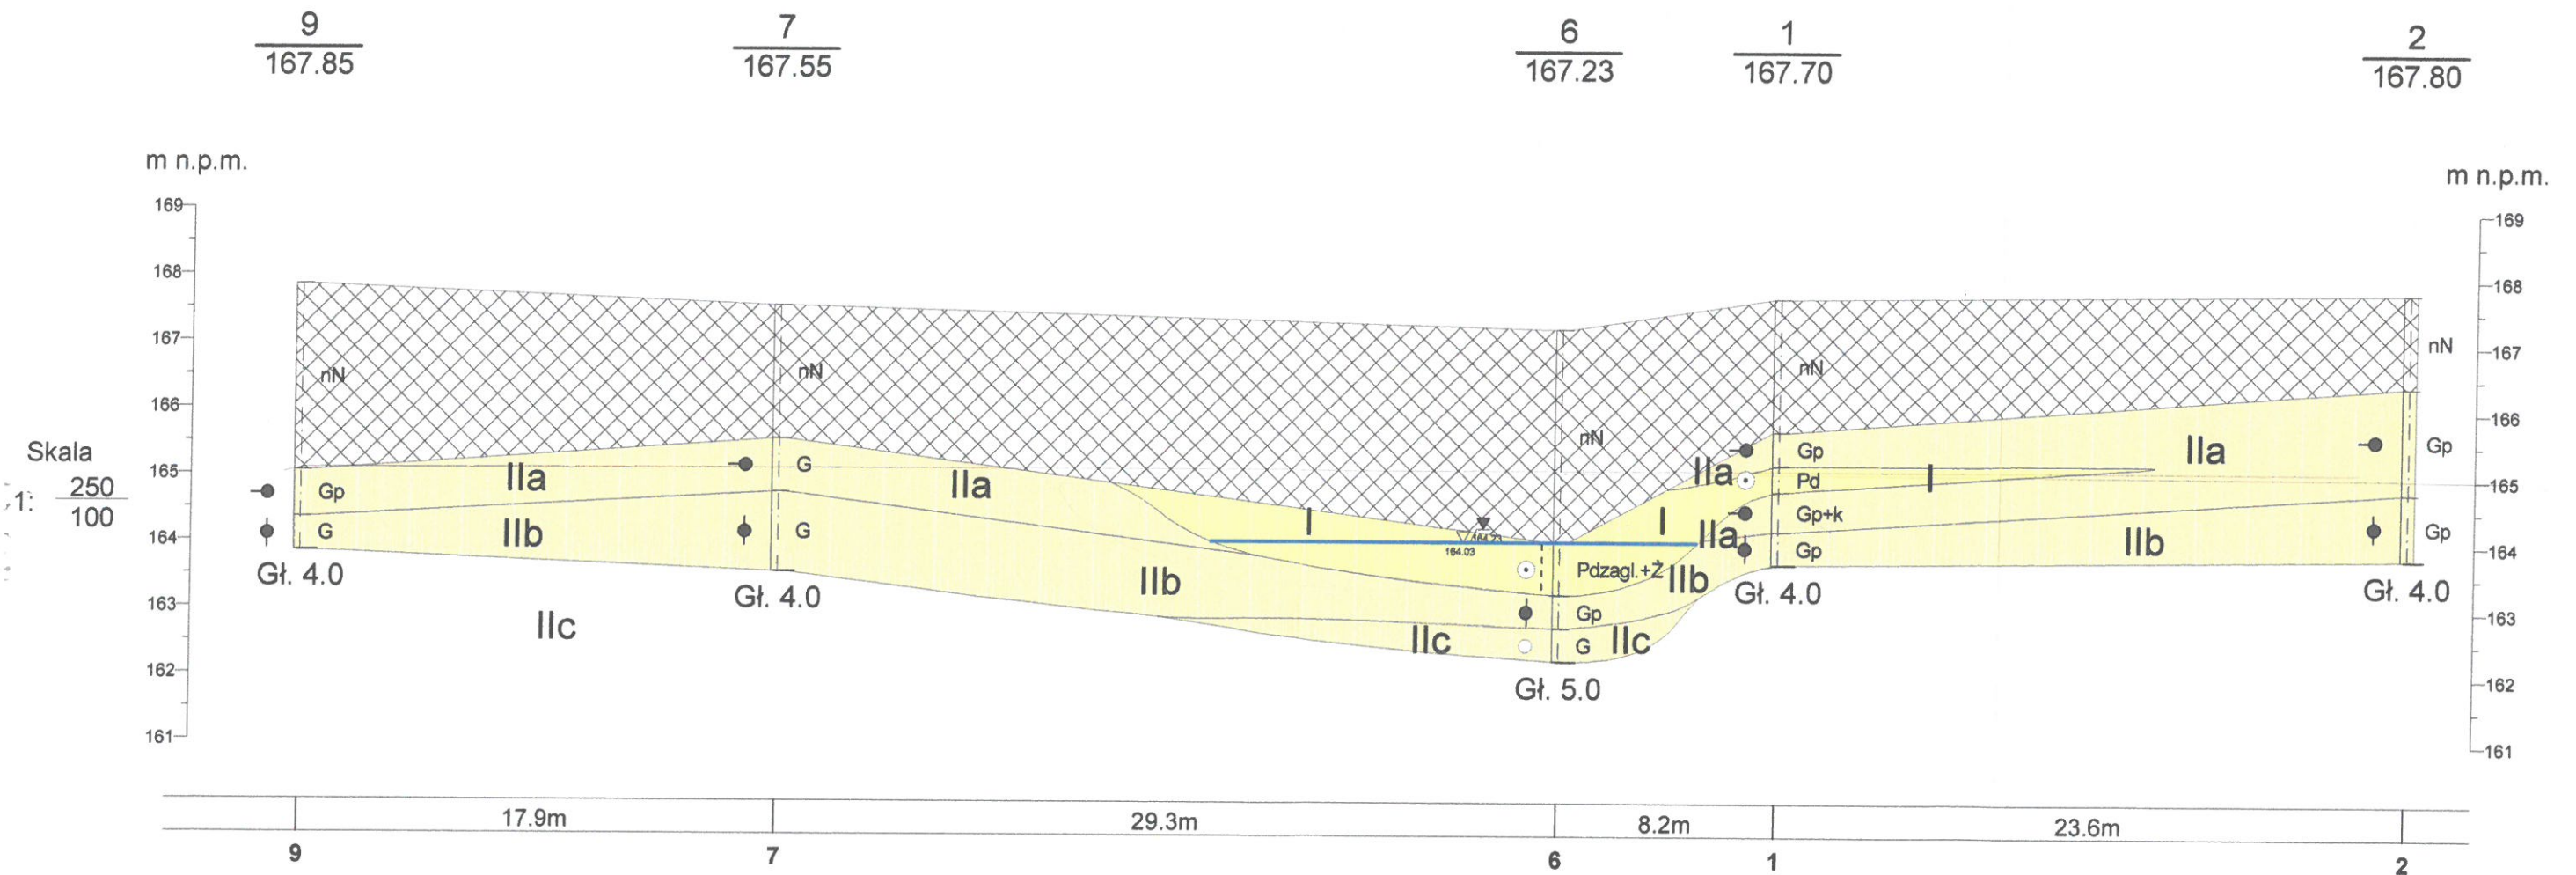 9 7 6 1 2
167.85 167.55 167.23 167.70 167.80
m n.p.m. m n.p.m.
169 169
168 168
167 nN nN nN nN 167
166 nN 166
Skala
1: 250
100
165 IIa G IIa IIa Gp I IIa Gp 165
Gp Pd
164 G IIb G I 164.03 I IIa Gp+k IIb Gp 164
Gp
Gł. 4.0 Gł. 4.0 IIb Pdzagl.+Ż IIb Gł. 4.0 Gł. 4.0
163 Gp 163
IIc IIc G IIc
162 Gł. 5.0 162
161 161
17.9m 29.3m 8.2m 23.6m
9 7 6 1 2